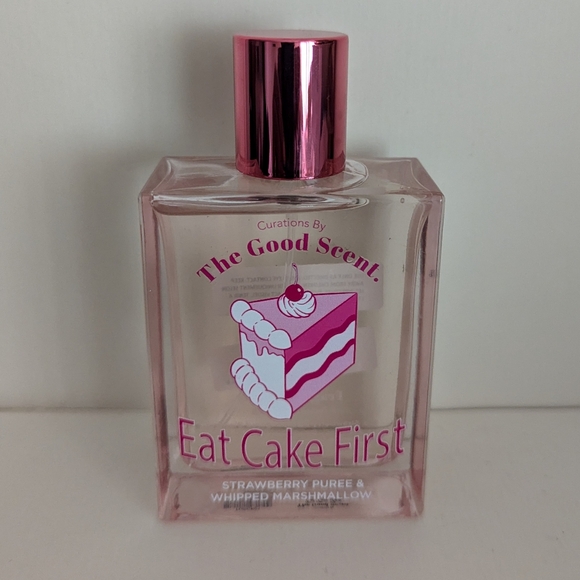 Curations By
The Good Scent.
Eat Cake First
STRAWBERRY PUREE &
WHIPPED MARSHMALLOW